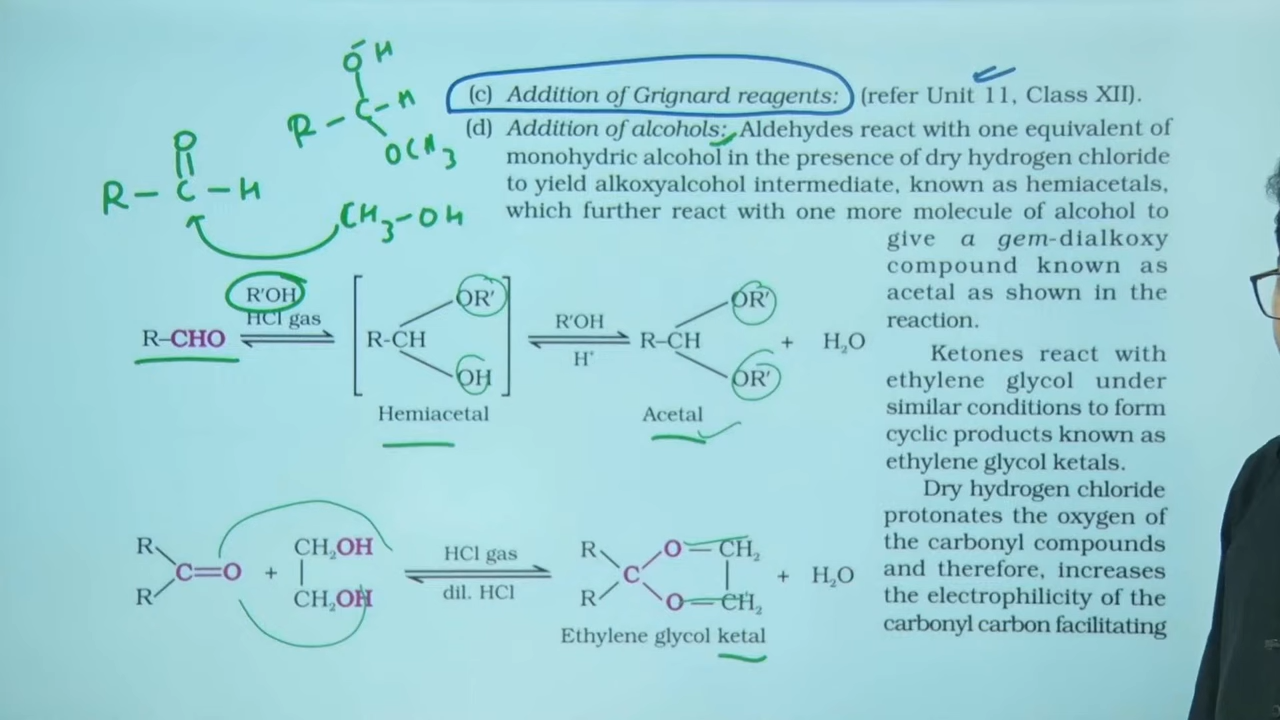 (c) Addition of Grignard reagents: (refer Unit 11, Class XII).
(d) Addition of alcohols: Aldehydes react with one equivalent of
monohydric alcohol in the presence of dry hydrogen chloride
to yield alkoxyalcohol intermediate, known as hemiacetals,
which further react with one more molecule of alcohol to
give a gem-dialkoxy
compound known as
acetal as shown in the
reaction.
Ketones react with
ethylene glycol under
similar conditions to form
cyclic products known as
ethylene glycol ketals.
Dry hydrogen chloride
protonates the oxygen of
the carbonyl compounds
and therefore, increases
the electrophilicity of the
carbonyl carbon facilitating
OH
R–C–H
OCH3
O
R–C–H
CH3–OH
R–CHO
R'OH
HCl gas
OR'
R-CH
OH
Hemiacetal
R'OH
H+
OR'
R–CH
OR'
Acetal
+ H2O
R
C=O
R
+
CH2OH
CH2OH
HCl gas
dil. HCl
R
C
R
O—CH2
O—CH2
+ H2O
Ethylene glycol ketal